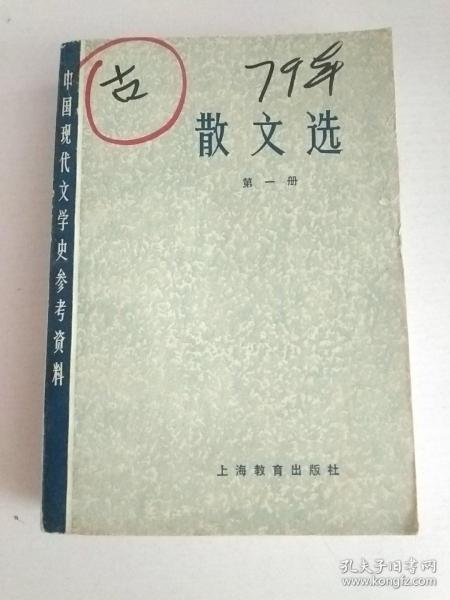 中国现代文学史参考资料
古
79年
散文选
第一册
上海教育出版社
孔夫子旧书网
www.kongfz.com